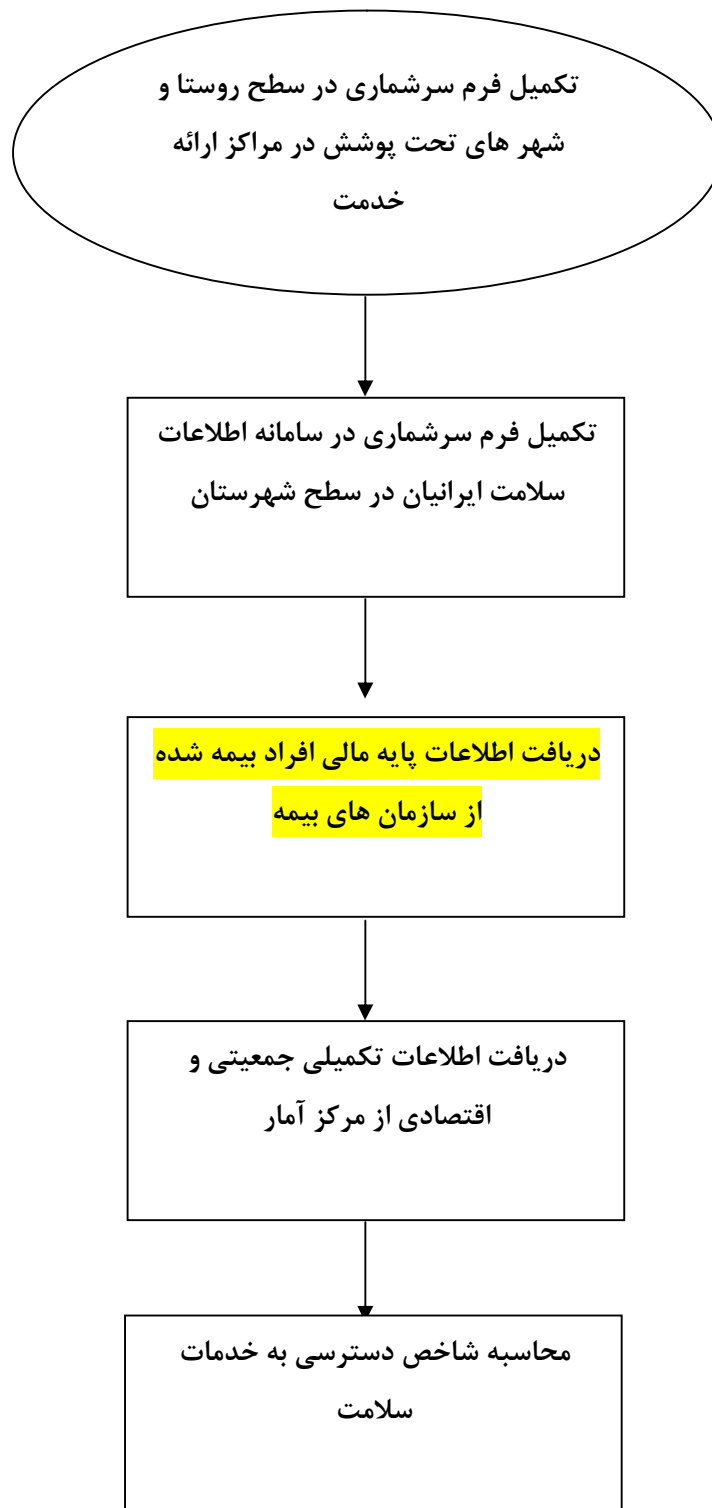 تکمیل فرم سرشماری در سطح روستا و
شهر های تحت پوشش در مراکز ارائه
خدمت
تکمیل فرم سرشماری در سامانه اطلاعات
سلامت ایرانیان در سطح شهرستان
دریافت اطلاعات پایه مالی افراد بیمه شده
از سازمان های بیمه
دریافت اطلاعات تکمیلی جمعیتی و
اقتصادی از مرکز آمار
محاسبه شاخص دسترسی به خدمات
سلامت